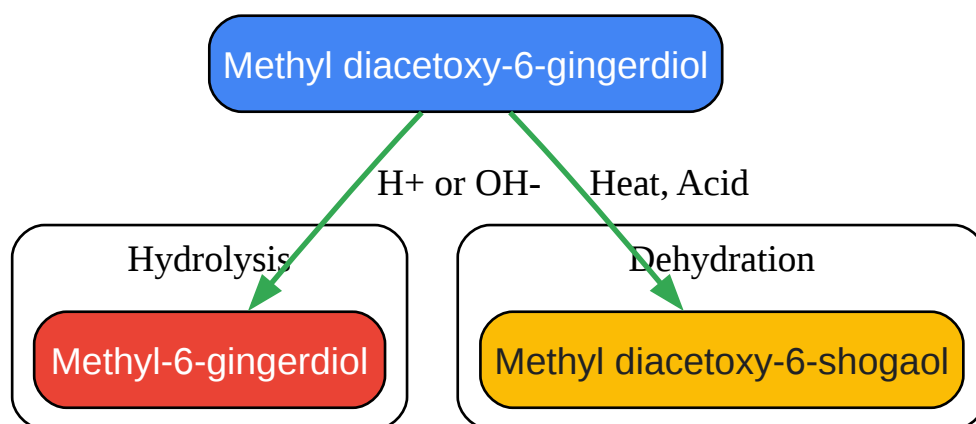 Methyl diacetoxy-6-gingerdiol
H+ or OH-
Heat, Acid
Hydrolysis
Dehydration
Methyl-6-gingerdiol
Methyl diacetoxy-6-shogaol